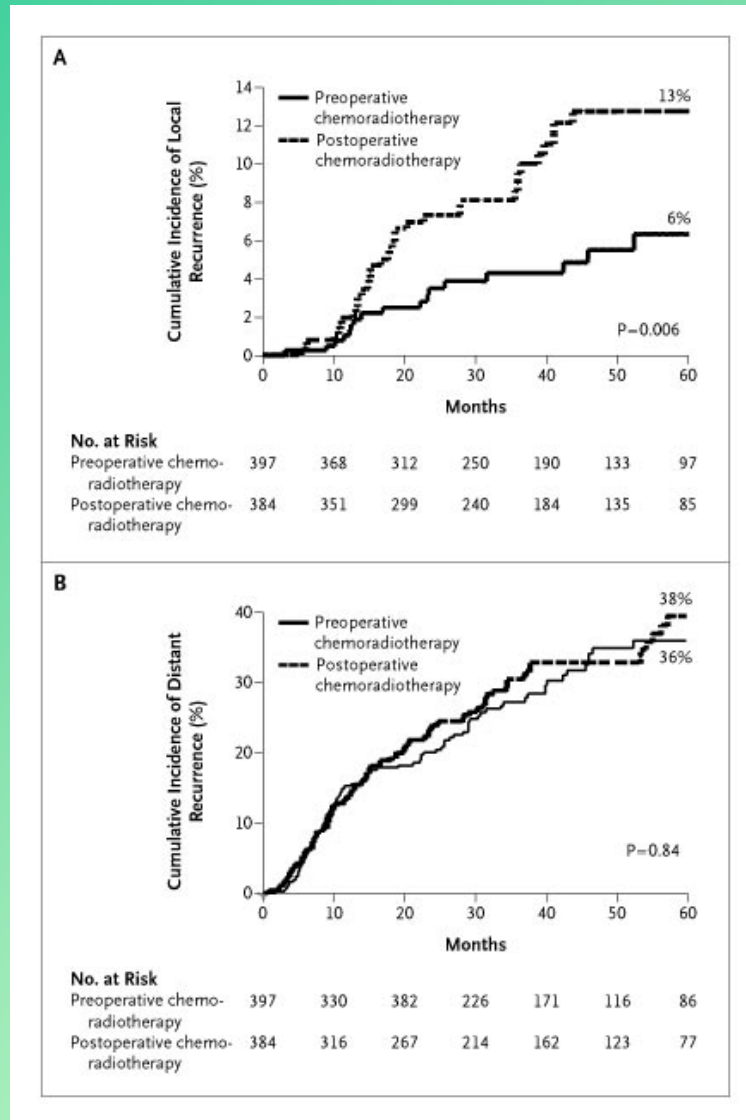 A
14
12
10
8
6
4
2
0
Cumulative Incidence of Local
Recurrence (%)
Preoperative
chemoradiotherapy
Postoperative
chemoradiotherapy
13%
6%
P=0.006
0 10 20 30 40 50 60
Months
No. at Risk
Preoperative chemo- 397 368 312 250 190 133 97
radiotherapy
Postoperative chemo- 384 351 299 240 184 135 85
radiotherapy
B
40
30
20
10
0
Cumulative Incidence of Distant
Recurrence (%)
Preoperative
chemoradiotherapy
Postoperative
chemoradiotherapy
38%
36%
P=0.84
0 10 20 30 40 50 60
Months
No. at Risk
Preoperative chemo- 397 330 382 226 171 116 86
radiotherapy
Postoperative chemo- 384 316 267 214 162 123 77
radiotherapy